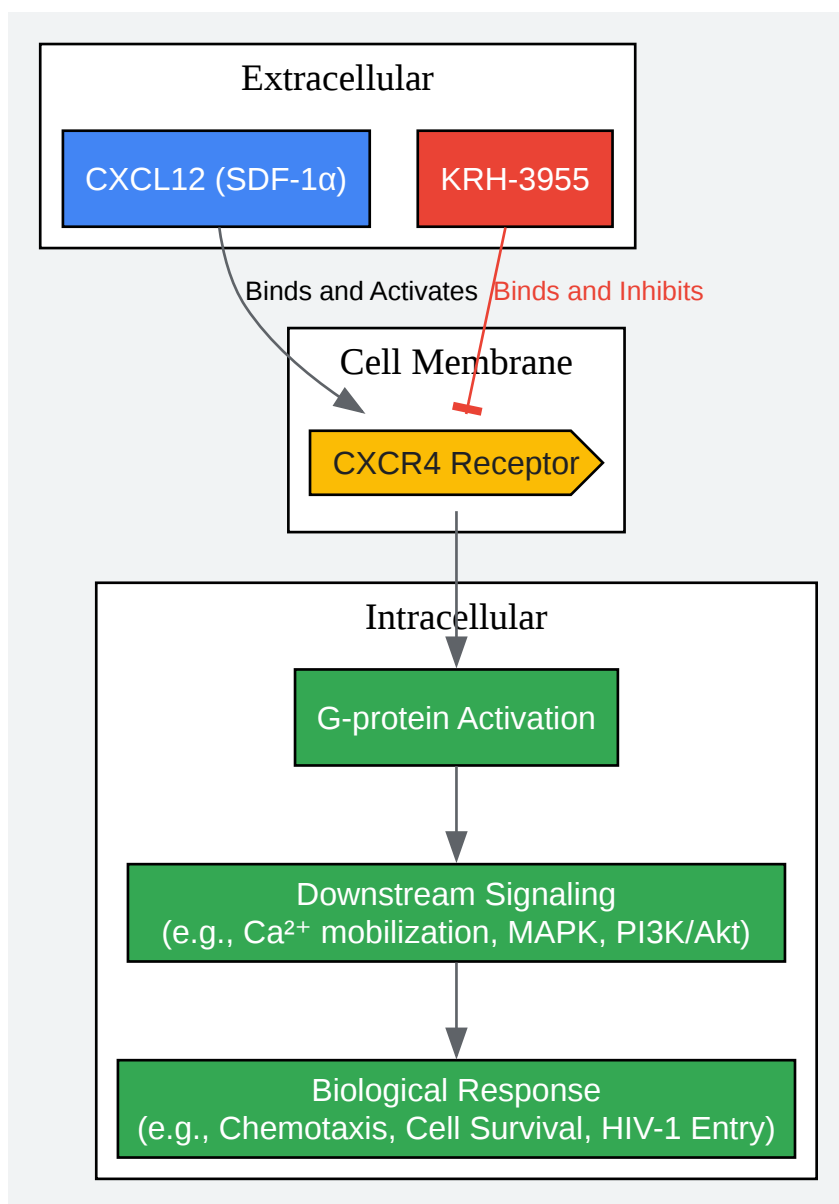 Extracellular
CXCL12 (SDF-1α)
KRH-3955
Binds and Activates
Binds and Inhibits
Cell Membrane
CXCR4 Receptor
Intracellular
G-protein Activation
Downstream Signaling
(e.g., Ca²⁺ mobilization, MAPK, PI3K/Akt)
Biological Response
(e.g., Chemotaxis, Cell Survival, HIV-1 Entry)